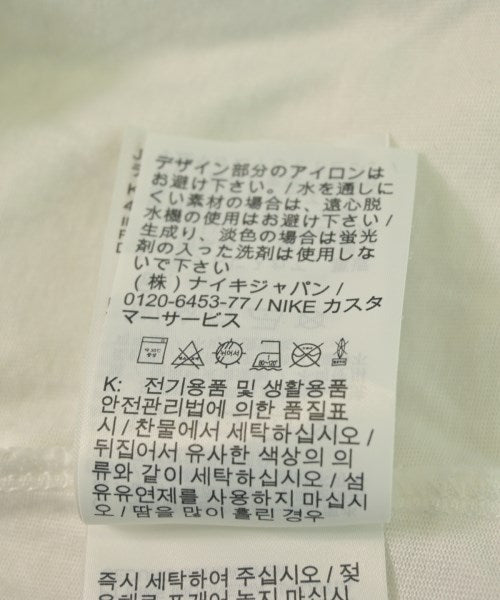 デザイン部分のアイロンは
お避け下さい。/ 水を通しに
くい素材の場合は、遠心脱
水機の使用はお避け下さい /
生成り、淡色の場合は蛍光
剤の入った洗剤は使用しな
いで下さい
(株) ナイキジャパン /
0120-6453-77 / NIKE カスタ
マーサービス
K: 전기용품 및 생활용품
안전관리법에 의한 품질표
시 / 찬물에서 세탁하십시오 /
뒤집어서 유사한 색상의 의
류와 같이 세탁하십시오 / 섬
유유연제를 사용하지 마십시
오 / 땀을 많이 흘린 경우
즉시 세탁하여 주십시오 / 젖